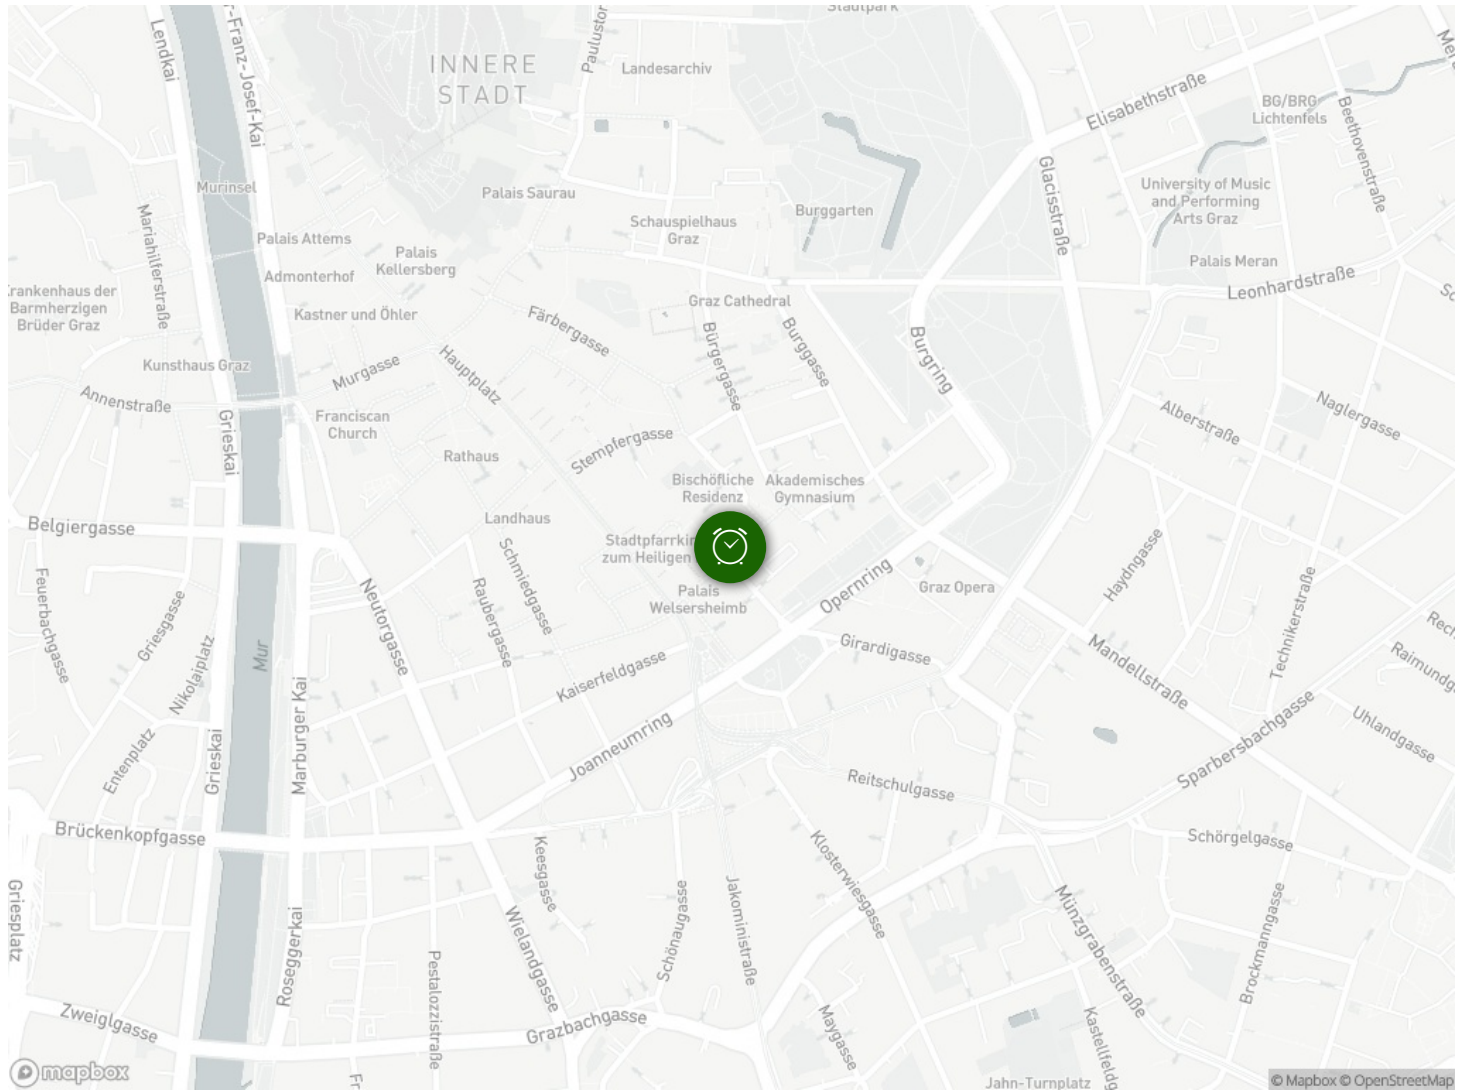 Stadtpark
Lendkai
r-Franz-Josef-Kai
INNERE
STADT
Paulustor
Landesarchiv
Elisabethstraße
BG/BRG
Lichtenfels
Beethovenstraße
Murinsel
Palais Saurau
Burggarten
Glacisstraße
University of Music
and Performing
Arts Graz
Mariahilferstraße
Palais Attems
Palais
Kellersberg
Schauspielhaus
Graz
Palais Meran
Admonterhof
Leonhardstraße
Krankenhaus der
Barmherzigen
Brüder Graz
Kastner und Öhler
Färbergasse
Graz Cathedral
Bürgergasse
Burggasse
Burgring
Kunsthaus Graz
Murgasse
Hauptplatz
Annenstraße
Grieskai
Franciscan
Church
Stempfergasse
Alberstraße
Naglergasse
Rathaus
Bischöfliche
Residenz
Akademisches
Gymnasium
Belgiergasse
Landhaus
Schmiedgasse
Stadtpfarrkir
zum Heiligen
Haydngasse
Feuerbachgasse
Griesgasse
Neutorgasse
Raubergasse
Palais
Welsersheimb
Opernring
Graz Opera
Technikerstraße
Nikolaiplatz
Mur
Kaiserfeldgasse
Girardigasse
Mandellstraße
Rec
Raimundg
Entenplatz
Grieskai
Marburger Kai
Joanneumring
Uhlandgasse
Sparbersbachgasse
Reitschulgasse
Brückenkopfgasse
Keesgasse
Klosterwiesgasse
Schörgelgasse
Griesplatz
Roseggerkai
Wielandgasse
Schönaugasse
Jakoministraße
Münzgrabenstraße
Brockmanngasse
Pestalozzistraße
Zweiglgasse
Grazbachgasse
Maygasse
Kastellfeldg
Fr
Jahn-Turnplatz
mapbox
© Mapbox © OpenStreetMap